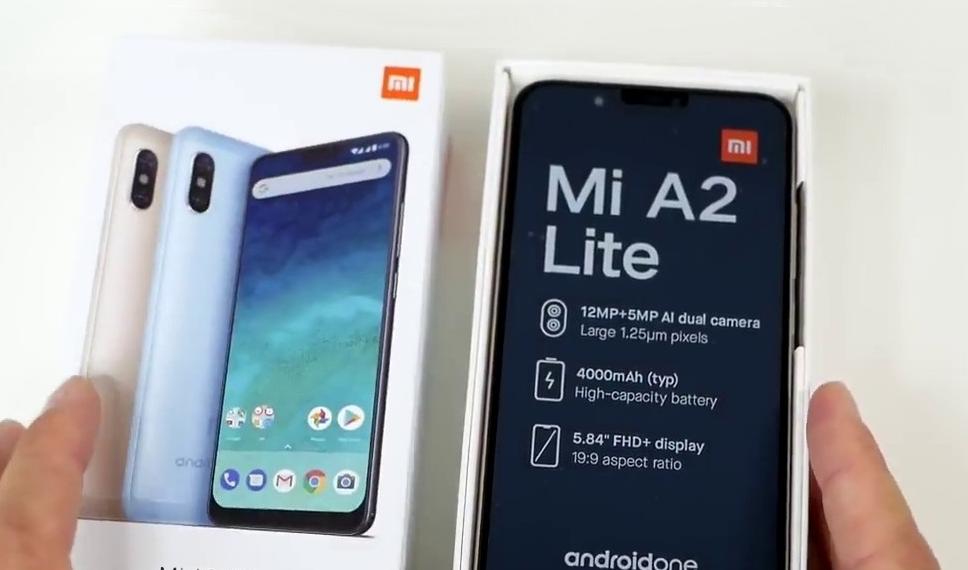 mi
mi
Mi A2
Lite
12MP+5MP AI dual camera
Large 1.25μm pixels
4000mAh (typ)
High-capacity battery
5.84" FHD+ display
19:9 aspect ratio
androidone